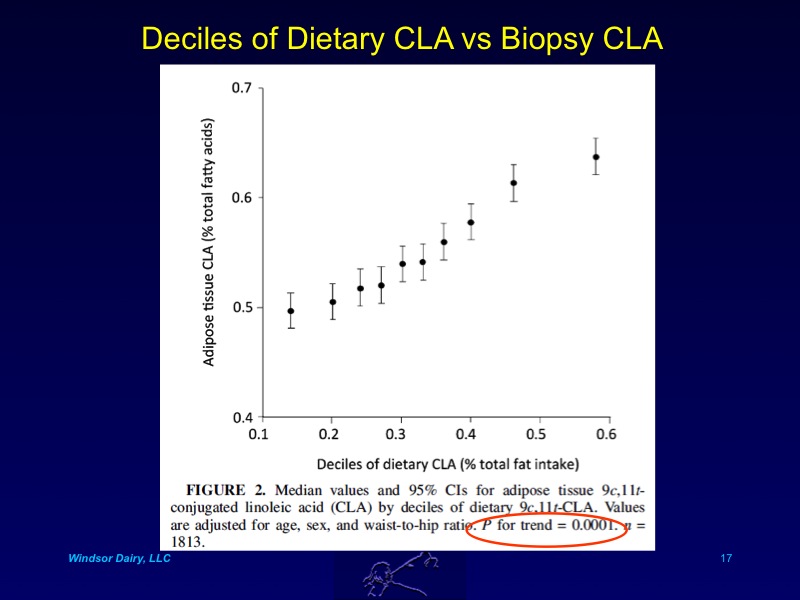 Deciles of Dietary CLA vs Biopsy CLA
0.7
0.6
0.5
0.4
Adipose tissue CLA (% total fatty acids)
0.1 0.2 0.3 0.4 0.5 0.6
Deciles of dietary CLA (% total fat intake)
FIGURE 2. Median values and 95% CIs for adipose tissue 9c,11t-
conjugated linoleic acid (CLA) by deciles of dietary 9c,11t-CLA. Values
are adjusted for age, sex, and waist-to-hip ratio. P for trend = 0.0001. n =
1813.
Windsor Dairy, LLC
17